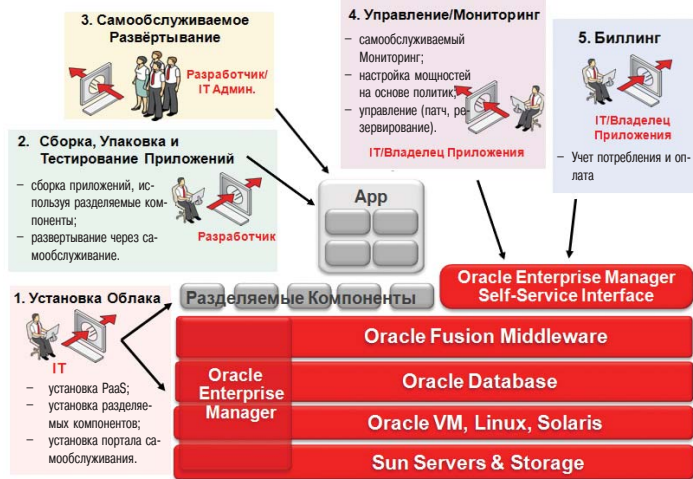 3. Самообслуживаемое
Развёртывание
Разработчик/
IT Админ.
4. Управление/Мониторинг
– самообслуживаемый
Мониторинг;
– настройка мощностей
на основе политик;
– управление (патч, ре-
зервирование).
IT/Владелец Приложения
5. Биллинг
IT/Владелец
Приложения
– Учет потребления и оп-
лата
2. Сборка, Упаковка и
Тестирование Приложений
– сборка приложений, ис-
пользуя разделяемые ком-
поненты;
– развертывание через са-
мообслуживание.
Разработчик
App
Oracle Enterprise Manager
Self-Service Interface
Разделяемые Компоненты
1. Установка Облака
IT
– установка PaaS;
– установка разделяе-
мых компонентов;
– установка портала са-
мообслуживания.
Oracle
Enterprise
Manager
Oracle Fusion Middleware
Oracle Database
Oracle VM, Linux, Solaris
Sun Servers & Storage